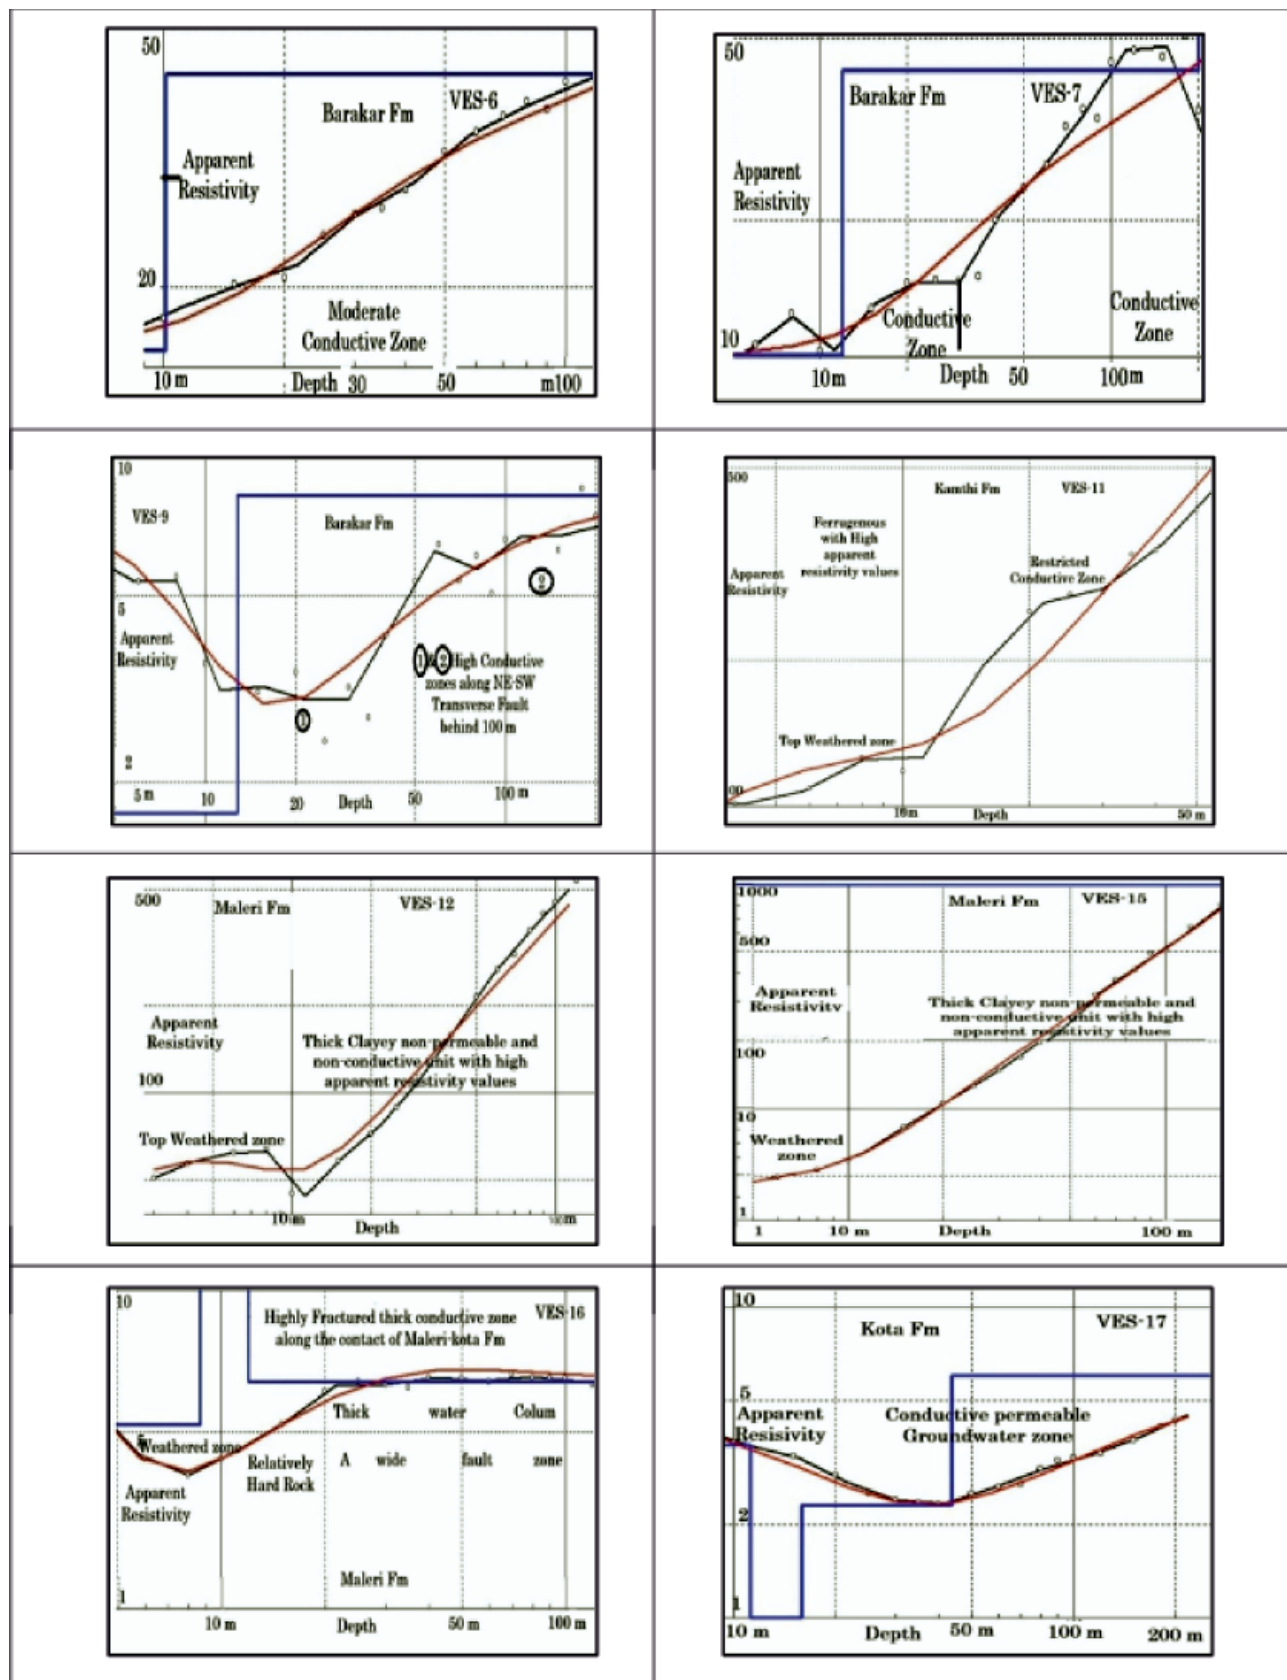 50
Barakar Fm
VES-6
Apparent
Resistivity
20
Moderate
Conductive Zone
10 m
Depth
30
50
m100
50
Barakar Fm
VES-7
Apparent
Resistivity
10
Conductive
Zone
Conductive
Zone
10m
Depth
50
100m
10
VES-9
Barakar Fm
5
2
Apparent
Resistivity
1 2 High Conductive
zones along NE-SW
Transverse Fault
behind 100 m
1
2
5 m
10
20
Depth
50
100 m
500
Kamthi Fm
VES-11
Ferrugenous
with High
apparent
resistivity values
Apparent
Resistivity
Restricted
Conductive Zone
Top Weathered zone
00
10m
Depth
50 m
500
Maleri Fm
VES-12
Apparent
Resistivity
Thick Clayey non-permeable and
non-conductive unit with high
apparent resistivity values
100
Top Weathered zone
10m
Depth
100m
1000
Maleri Fm
VES-15
500
Apparent
Resistivity
Thick Clayey non-permeable and
non-conductive unit with high
apparent resistivity values
100
10
Weathered
zone
1
1
10 m
Depth
100 m
10
Highly Fractured thick conductive zone
along the contact of Maleri-kota Fm
VES-16
Thick water Colum
Weathered zone
Relatively
Hard Rock
A wide fault zone
Apparent
Resistivity
Maleri Fm
1
10 m
Depth
50 m
100 m
10
Kota Fm
VES-17
5
Apparent
Resisivity
Conductive permeable
Groundwater zone
2
1
10 m
Depth
50 m
100 m
200 m